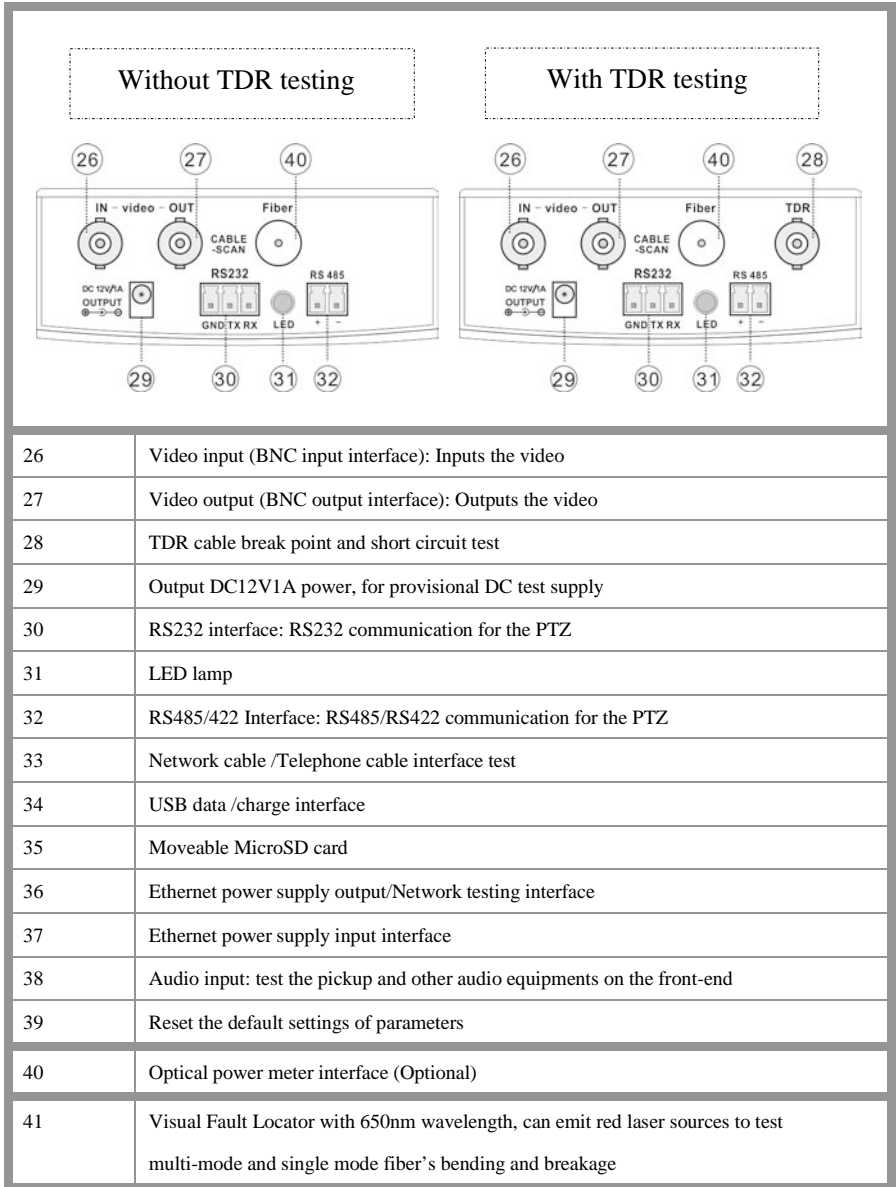 Without TDR testing
With TDR testing
26 27 40
IN - video - OUT Fiber
CABLE
-SCAN
RS232 RS 485
DC 12V/1A
OUTPUT
GND TX RX LED + −
29 30 31 32
26 27 40 28
IN - video - OUT Fiber TDR
CABLE
-SCAN
RS232 RS 485
DC 12V/1A
OUTPUT
GND TX RX LED + −
29 30 31 32
26 Video input (BNC input interface): Inputs the video
27 Video output (BNC output interface): Outputs the video
28 TDR cable break point and short circuit test
29 Output DC12V1A power, for provisional DC test supply
30 RS232 interface: RS232 communication for the PTZ
31 LED lamp
32 RS485/422 Interface: RS485/RS422 communication for the PTZ
33 Network cable /Telephone cable interface test
34 USB data /charge interface
35 Moveable MicroSD card
36 Ethernet power supply output/Network testing interface
37 Ethernet power supply input interface
38 Audio input: test the pickup and other audio equipments on the front-end
39 Reset the default settings of parameters
40 Optical power meter interface (Optional)
41 Visual Fault Locator with 650nm wavelength, can emit red laser sources to test
multi-mode and single mode fiber’s bending and breakage